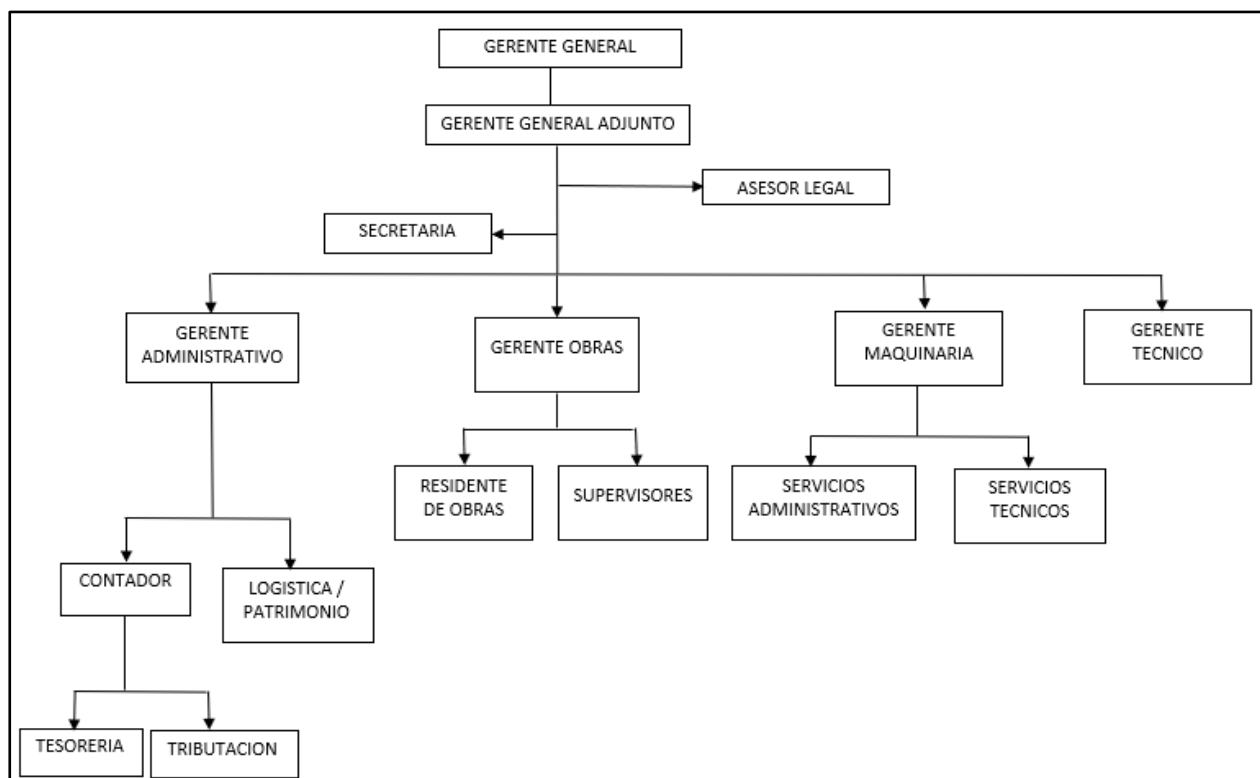 GERENTE GENERAL
GERENTE GENERAL ADJUNTO
ASESOR LEGAL
SECRETARIA
GERENTE
ADMINISTRATIVO
GERENTE OBRAS
GERENTE
MAQUINARIA
GERENTE
TECNICO
RESIDENTE
DE OBRAS
SUPERVISORES
SERVICIOS
ADMINISTRATIVOS
SERVICIOS
TECNICOS
CONTADOR
LOGISTICA /
PATRIMONIO
TESORERIA
TRIBUTACION